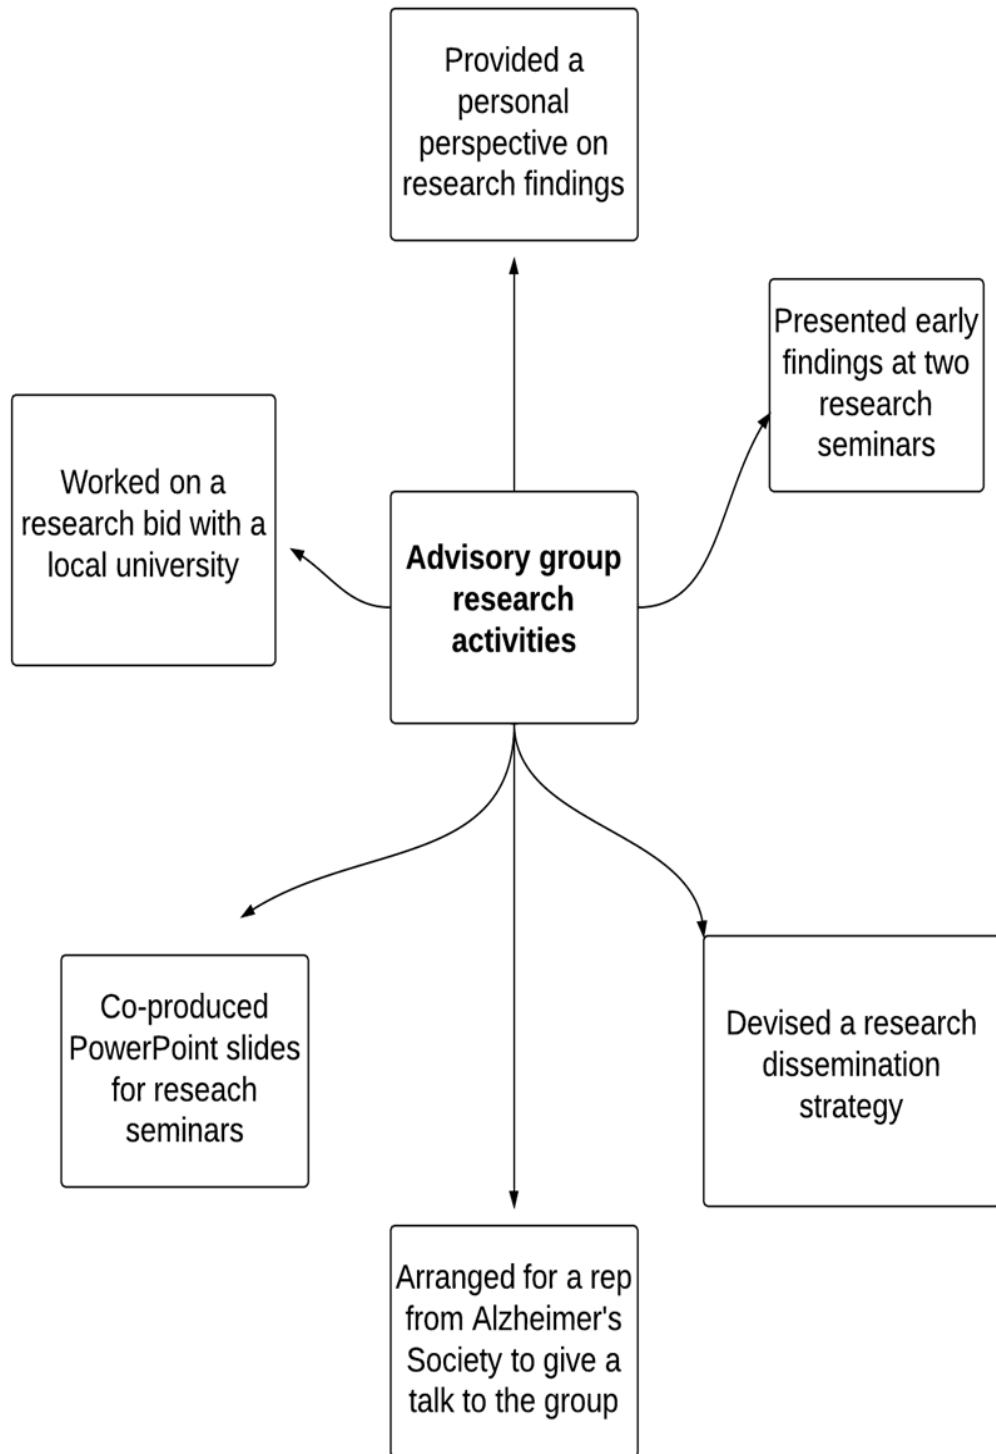 Provided a
personal
perspective on
research findings
Presented early
findings at two
research
seminars
Worked on a
research bid with a
local university
Advisory group
research
activities
Co-produced
PowerPoint slides
for reseach
seminars
Devised a research
dissemination
strategy
Arranged for a rep
from Alzheimer's
Society to give a
talk to the group